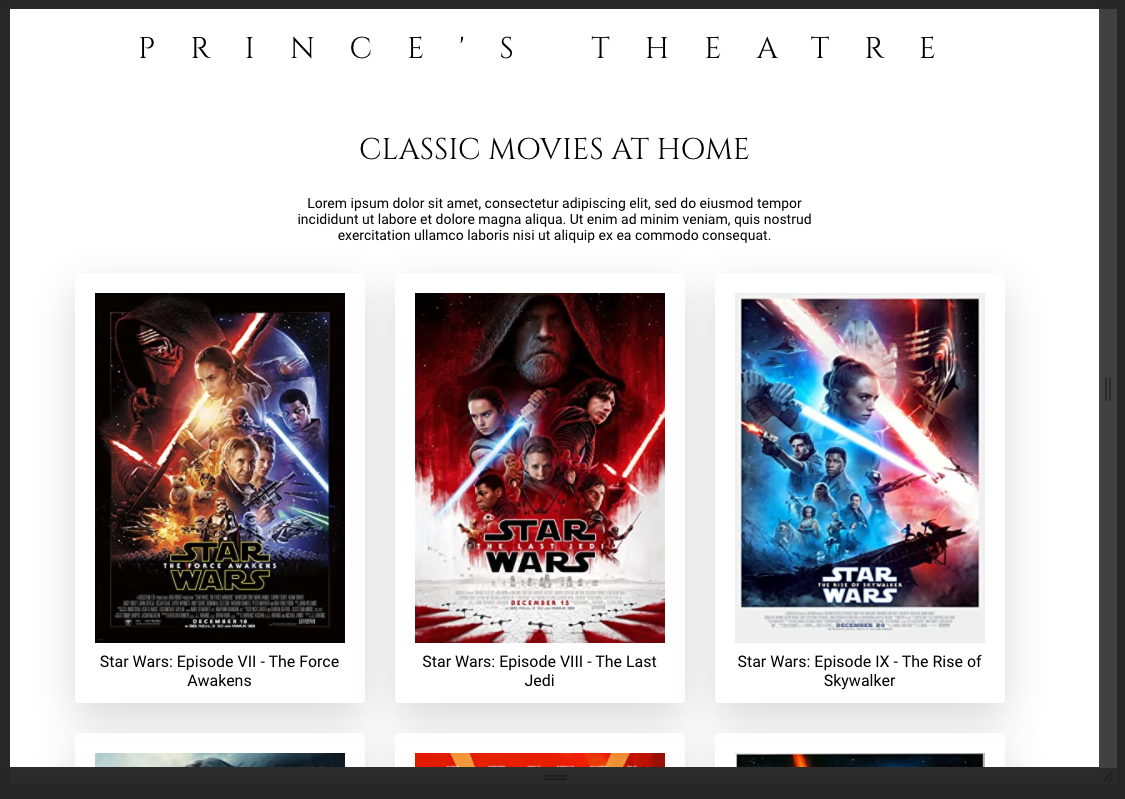 PRINCE'S THEATRE
CLASSIC MOVIES AT HOME
Lorem ipsum dolor sit amet, consectetur adipiscing elit, sed do eiusmod tempor
incididunt ut labore et dolore magna aliqua. Ut enim ad minim veniam, quis nostrud
exercitation ullamco laboris nisi ut aliquip ex ea commodo consequat.
STAR
THE FORCE AWAKENS
WARS
DECEMBER 18
STAR
THE LAST JEDI
WARS
DECEMBER 15
STAR
THE RISE OF SKYWALKER
WARS
DECEMBER 20
Star Wars: Episode VII - The Force
Awakens
Star Wars: Episode VIII - The Last
Jedi
Star Wars: Episode IX - The Rise of
Skywalker